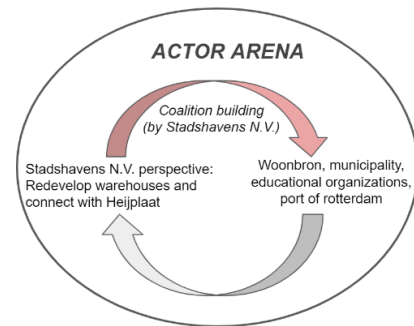 ACTOR ARENA
Coalition building
(by Stadshavens N.V.)
Stadshavens N.V. perspective:
Redevelop warehouses and
connect with Heijplaat
Woonbron, municipality,
educational organizations,
port of rotterdam